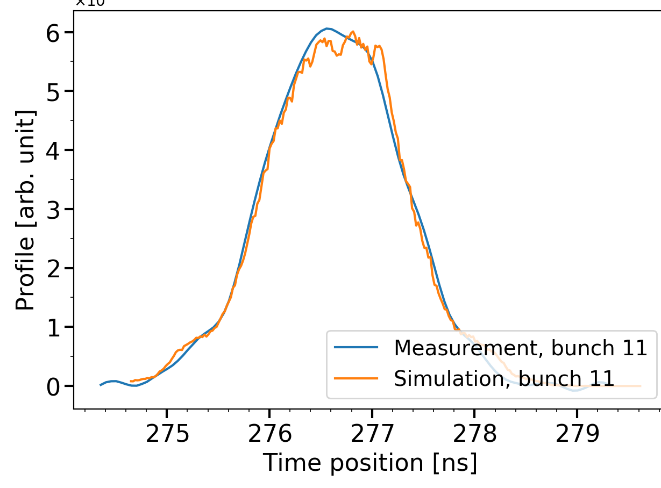 ×10
6
5
4
3
2
1
0
Profile [arb. unit]
Measurement, bunch 11
Simulation, bunch 11
275 276 277 278 279
Time position [ns]